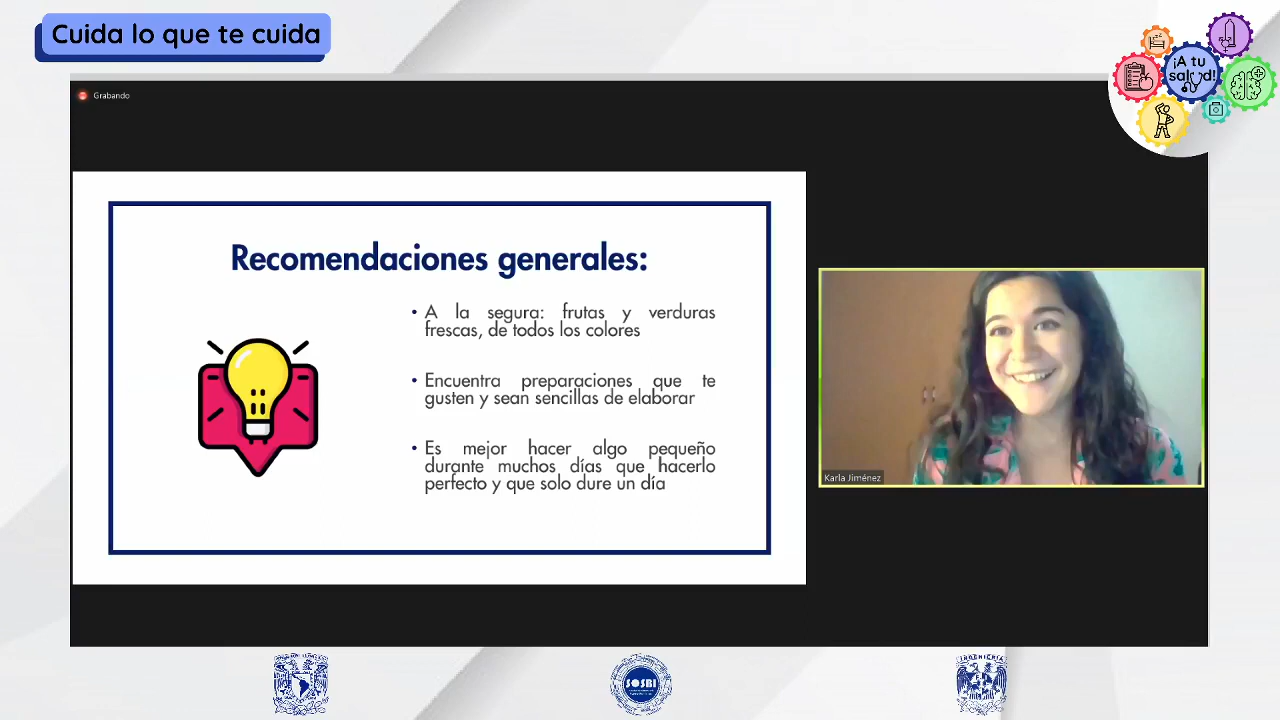 Cuida lo que te cuida
¡A tu
salud!
Grabando
Recomendaciones generales:
• A la segura: frutas y verduras
frescas, de todos los colores
• Encuentra preparaciones que te
gusten y sean sencillas de elaborar
• Es mejor hacer algo pequeño
durante muchos días que hacerlo
perfecto y que solo dure un día
Karla Jiménez
SOSBI
INGENIERIA